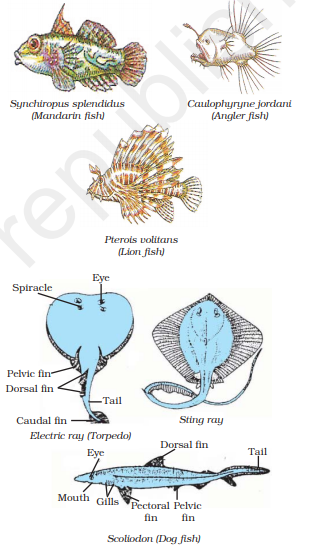 Synchiropus splendidus
(Mandarin fish)
Caulophyryne jordani
(Angler fish)
Pterois volitans
(Lion fish)
Spiracle
Eye
Pelvic fin
Dorsal fin
Tail
Caudal fin
Electric ray (Torpedo)
Sting ray
Eye
Dorsal fin
Tail
Mouth
Gills
Pectoral fin
Pelvic fin
Scoliodon (Dog fish)
republi